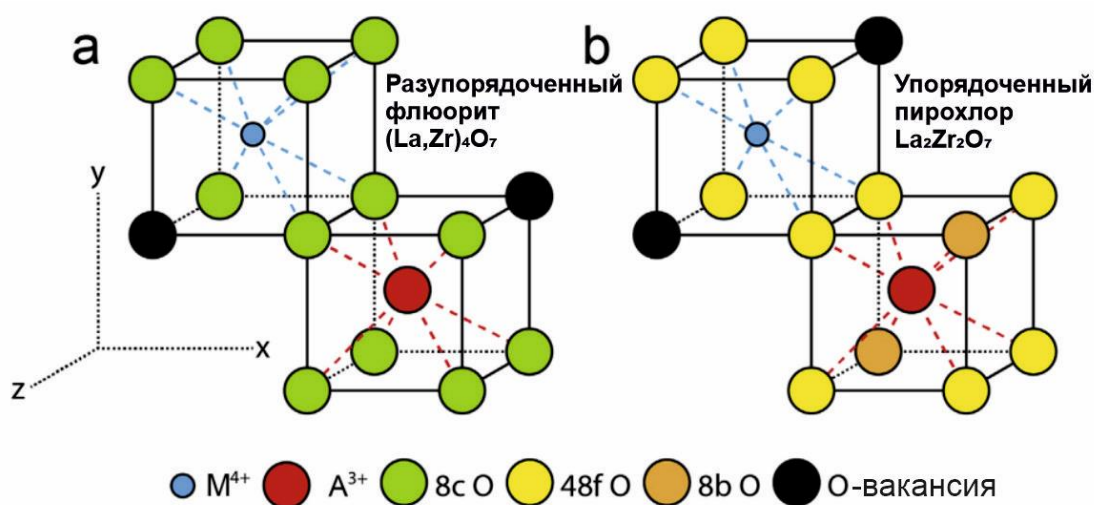 a
Разупорядоченный
флюорит
(La,Zr)₄O₇
b
Упорядоченный
пирохлор
La₂Zr₂O₇
y
x
z
M⁴⁺ A³⁺ 8c O 48f O 8b O О-вакансия